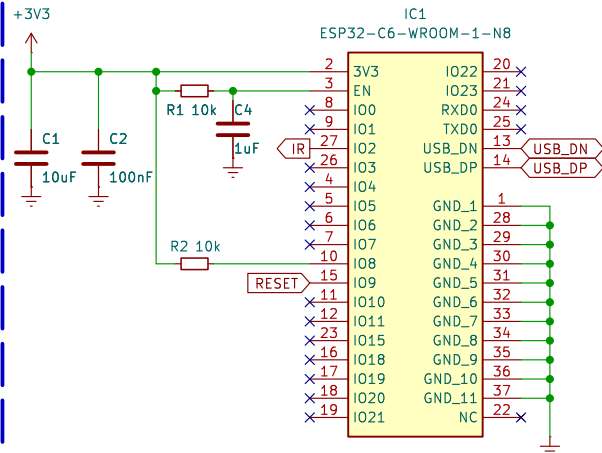 +3V3
IC1
ESP32-C6-WROOM-1-N8
2 3V3 IO22 20
3 EN IO23 21
R1 10k C4
8 IO0 RXD0 24
9 IO1 TXD0 25
C1 C2 1uF IR 27 IO2 USB_DN 13 USB_DN
10uF 100nF 26 IO3 USB_DP 14 USB_DP
4 IO4
5 IO5 GND_1 1
6 IO6 GND_2 28
7 IO7 GND_3 29
R2 10k
10 IO8 GND_4 30
RESET 15 IO9 GND_5 31
11 IO10 GND_6 32
12 IO11 GND_7 33
23 IO15 GND_8 34
16 IO18 GND_9 35
17 IO19 GND_10 36
18 IO20 GND_11 37
19 IO21 NC 22